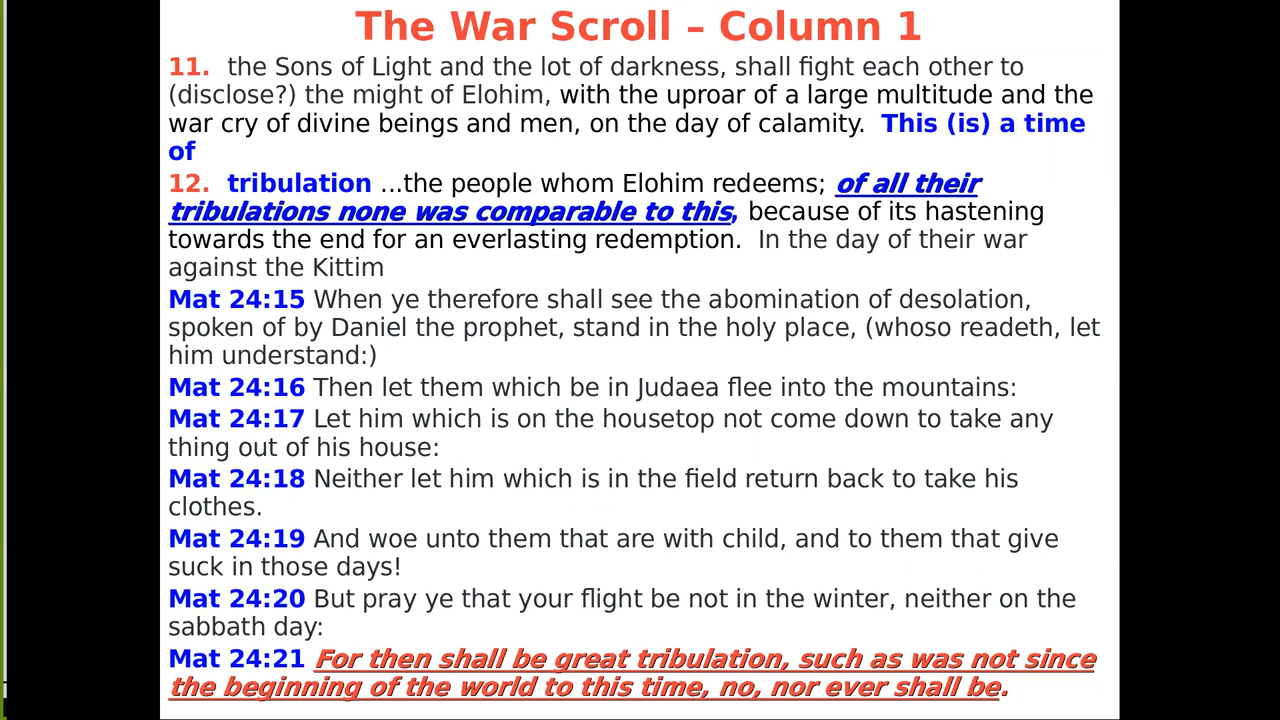 The War Scroll – Column 1
11.  the Sons of Light and the lot of darkness, shall fight each other to
(disclose?) the might of Elohim, with the uproar of a large multitude and the
war cry of divine beings and men, on the day of calamity.  This (is) a time
of
12.  tribulation ...the people whom Elohim redeems; of all their
tribulations none was comparable to this, because of its hastening
towards the end for an everlasting redemption.  In the day of their war
against the Kittim
Mat 24:15 When ye therefore shall see the abomination of desolation,
spoken of by Daniel the prophet, stand in the holy place, (whoso readeth, let
him understand:)
Mat 24:16 Then let them which be in Judaea flee into the mountains:
Mat 24:17 Let him which is on the housetop not come down to take any
thing out of his house:
Mat 24:18 Neither let him which is in the field return back to take his
clothes.
Mat 24:19 And woe unto them that are with child, and to them that give
suck in those days!
Mat 24:20 But pray ye that your flight be not in the winter, neither on the
sabbath day:
Mat 24:21 For then shall be great tribulation, such as was not since
the beginning of the world to this time, no, nor ever shall be.